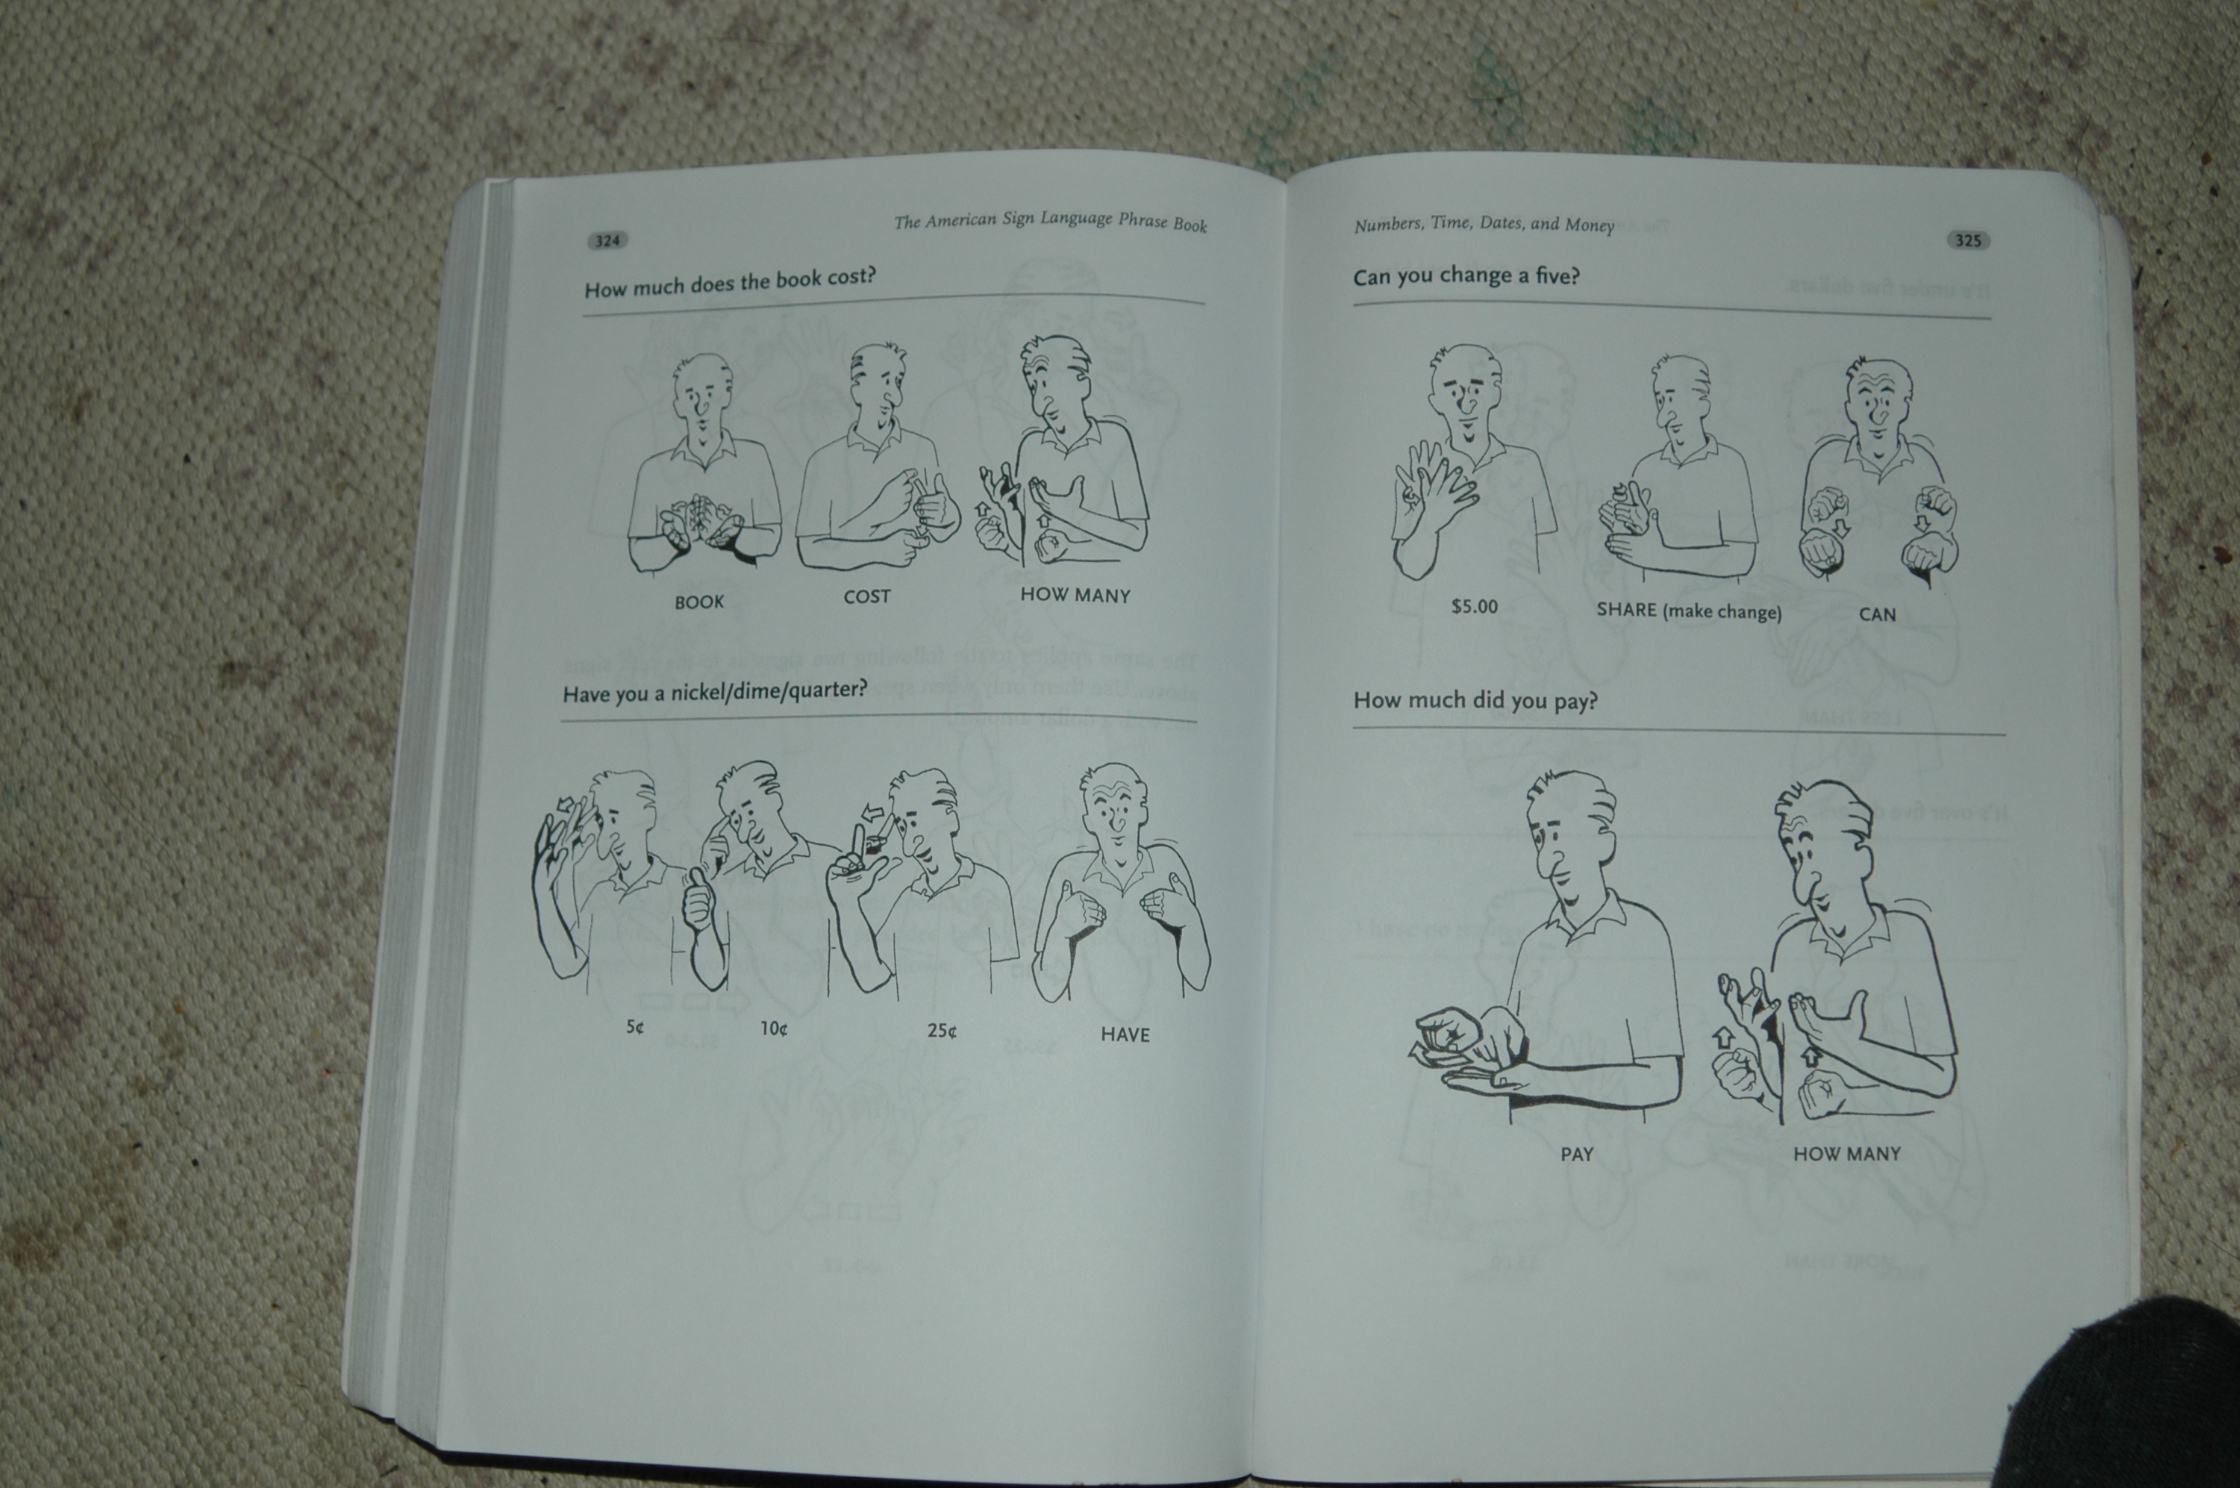 324
The American Sign Language Phrase Book
How much does the book cost?
BOOK
COST
HOW MANY
Have you a nickel/dime/quarter?
5¢
10¢
25¢
HAVE
Numbers, Time, Dates, and Money
325
Can you change a five?
$5.00
SHARE (make change)
CAN
How much did you pay?
PAY
HOW MANY